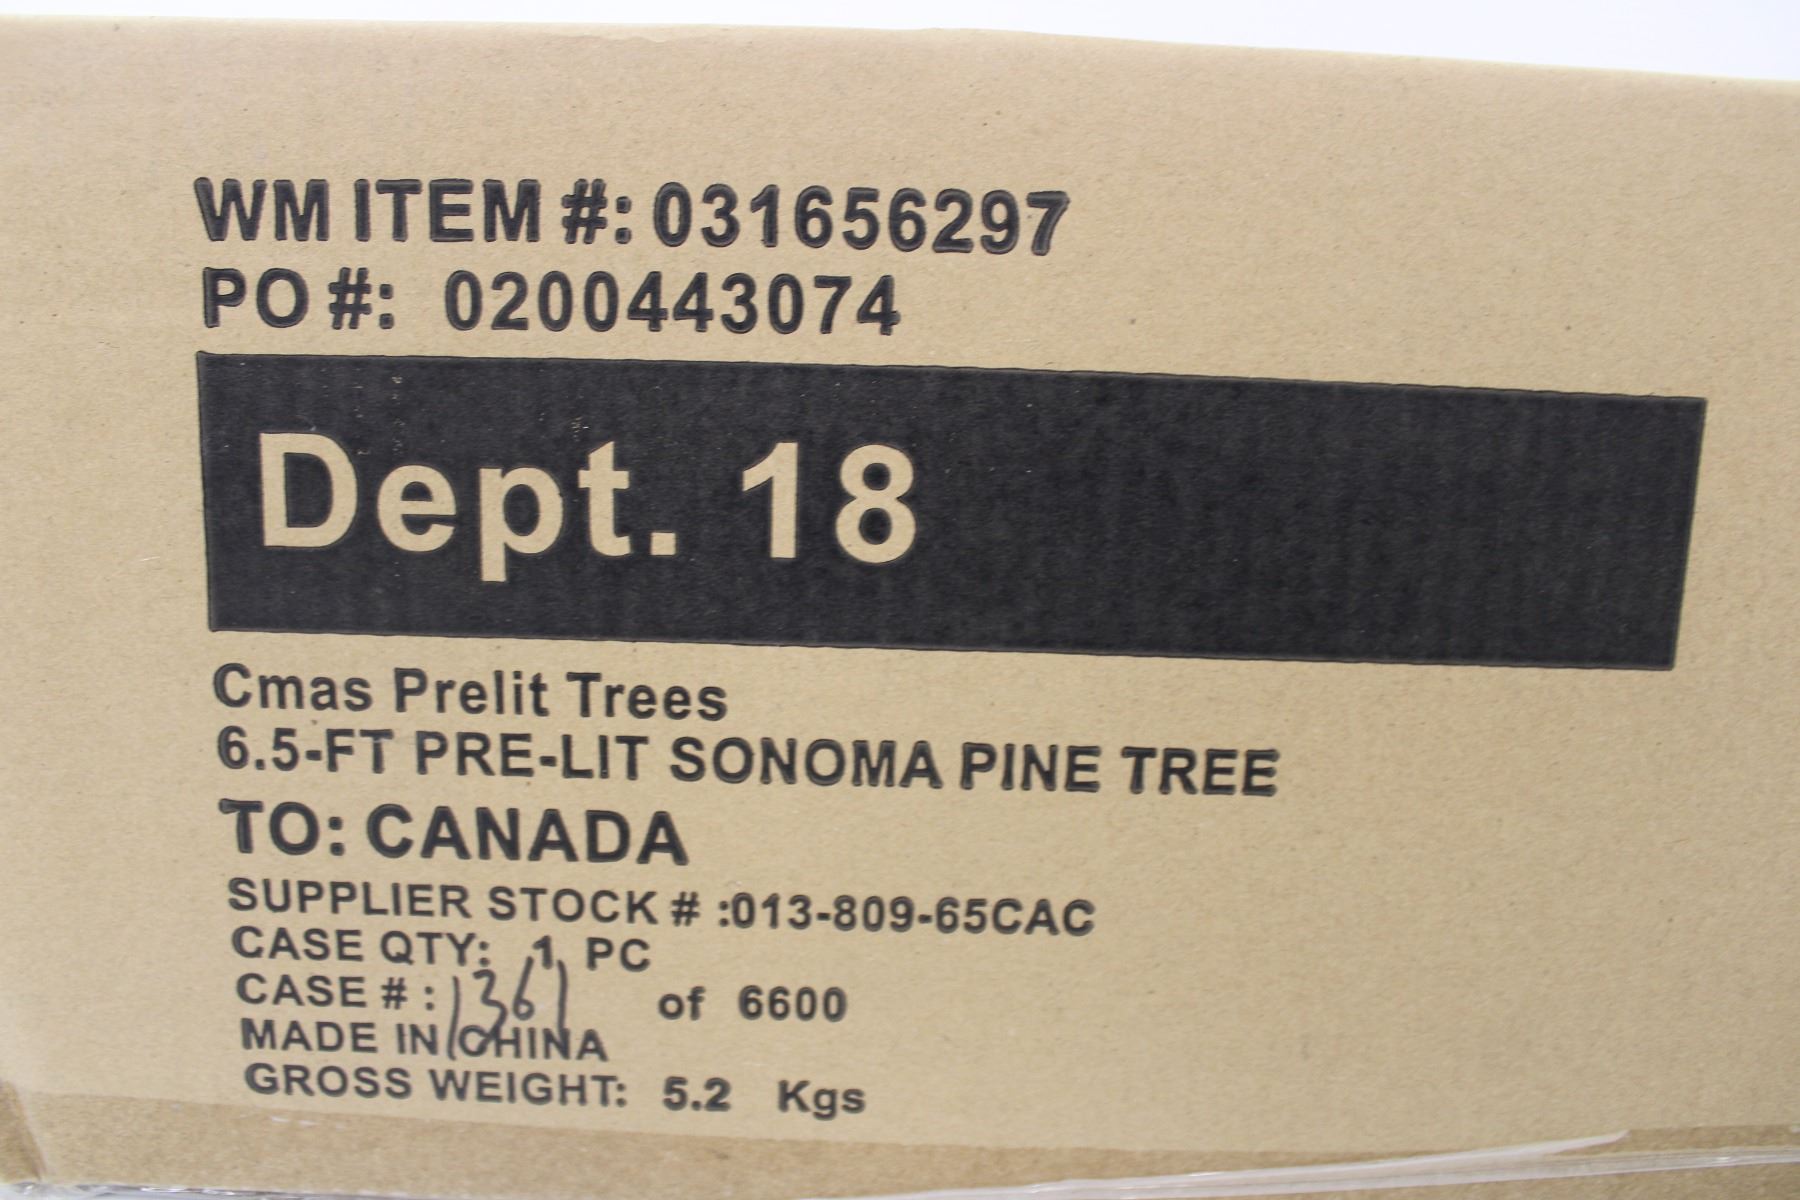 WM ITEM #: 031656297
PO #: 0200443074
Dept. 18
Cmas Prelit Trees
6.5-FT PRE-LIT SONOMA PINE TREE
TO: CANADA
SUPPLIER STOCK # :013-809-65CAC
CASE QTY: 1 PC
CASE # : 1361 of 6600
MADE IN CHINA
GROSS WEIGHT: 5.2 Kgs